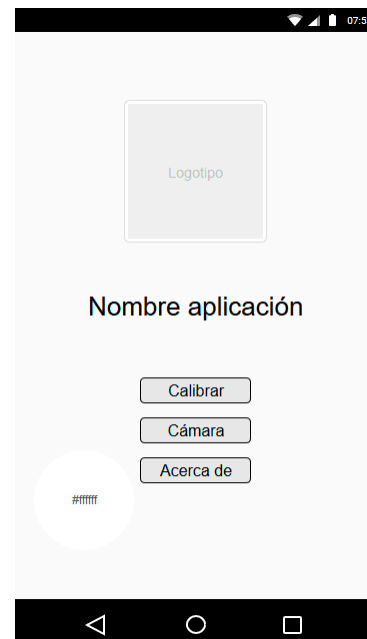 07:5
Logotipo
Nombre aplicación
Calibrar
Cámara
Acerca de
#ffffff